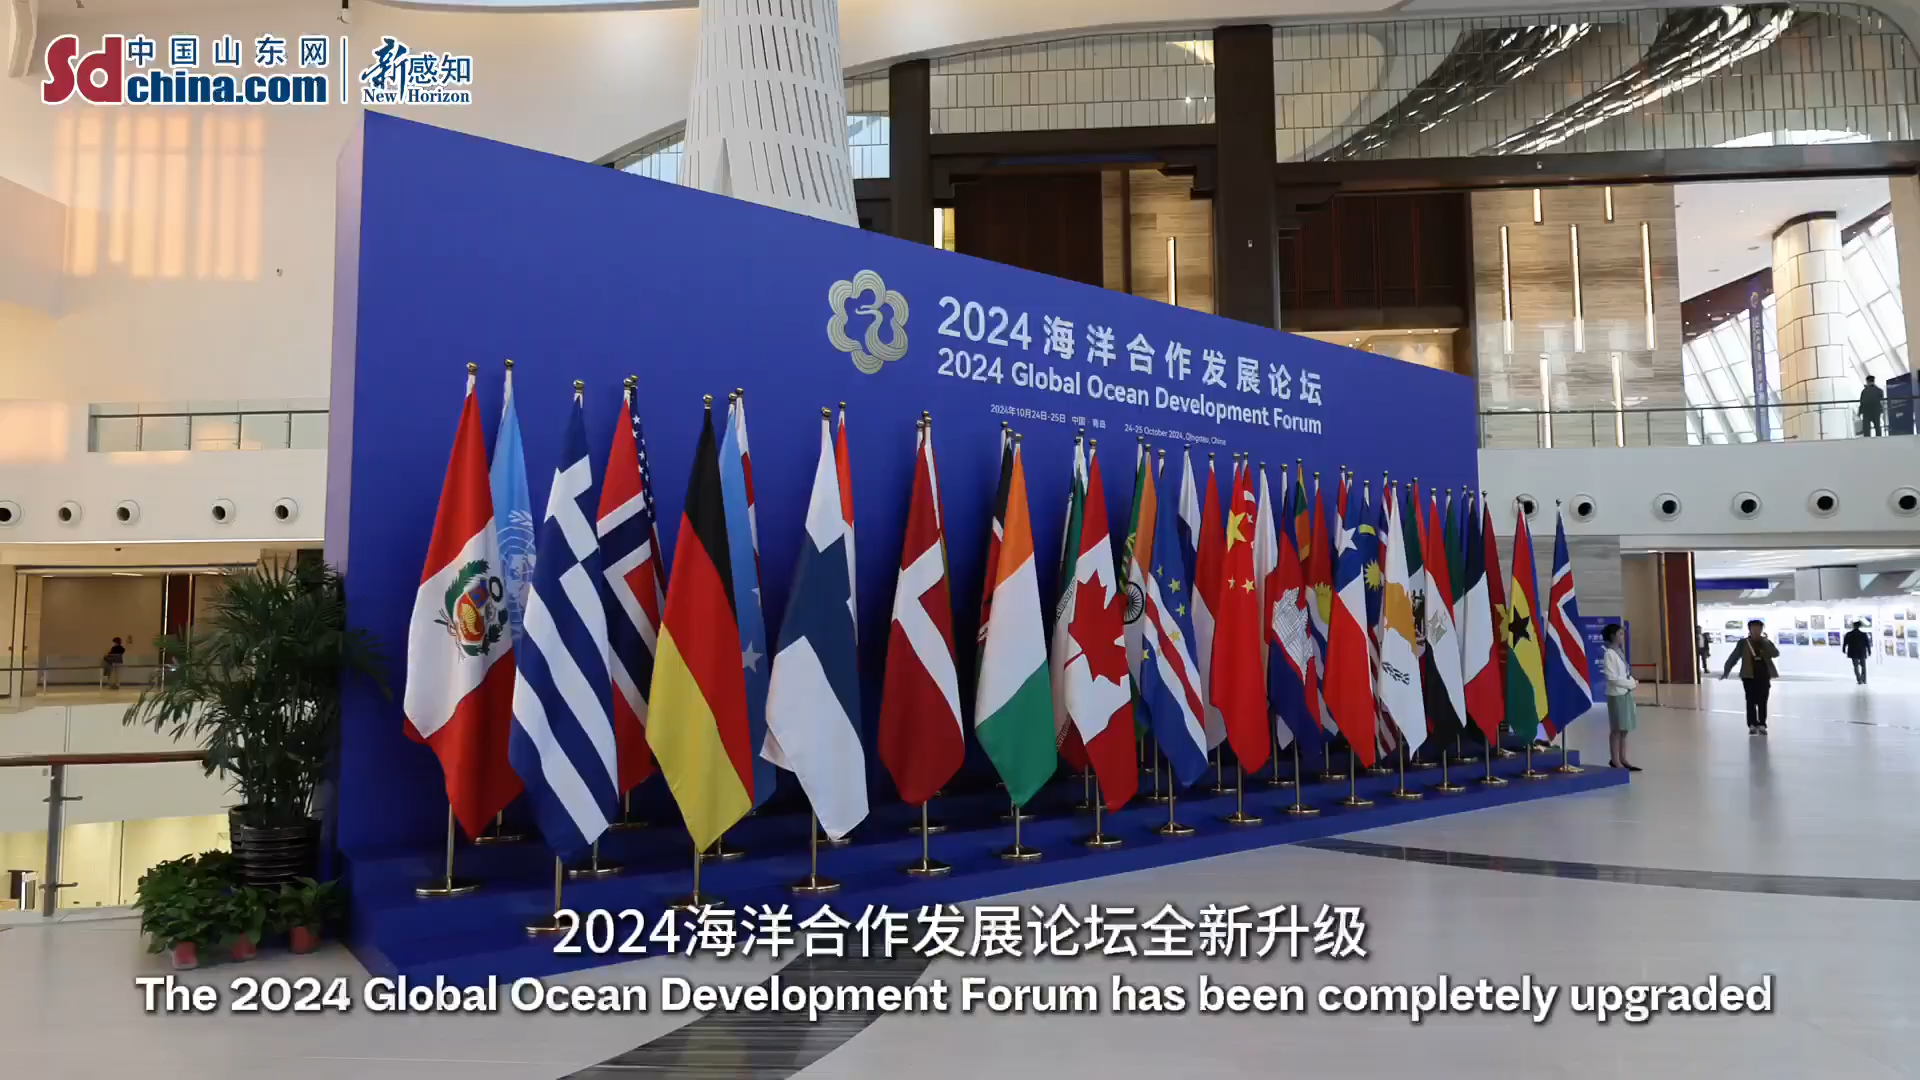 Sd 中国山东网
china.com
新感知
New Horizon
2024海洋合作发展论坛
2024 Global Ocean Development Forum
2024年10月24日-25日 中国·青岛 24-25 October 2024, Qingdao, China
2024海洋合作发展论坛全新升级
The 2024 Global Ocean Development Forum has been completely upgraded